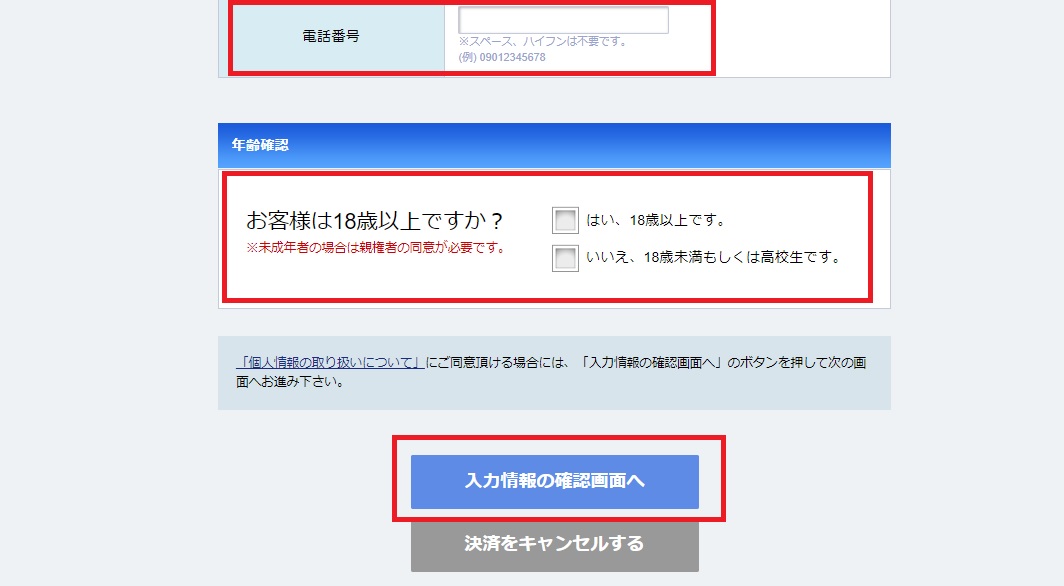 電話番号
※スペース、ハイフンは不要です。
(例) 09012345678
年齢確認
お客様は18歳以上ですか？
※未成年者の場合は親権者の同意が必要です。
はい、18歳以上です。
いいえ、18歳未満もしくは高校生です。
「個人情報の取り扱いについて」にご同意頂ける場合には、「入力情報の確認画面へ」のボタンを押して次の画
面へお進み下さい。
入力情報の確認画面へ
決済をキャンセルする